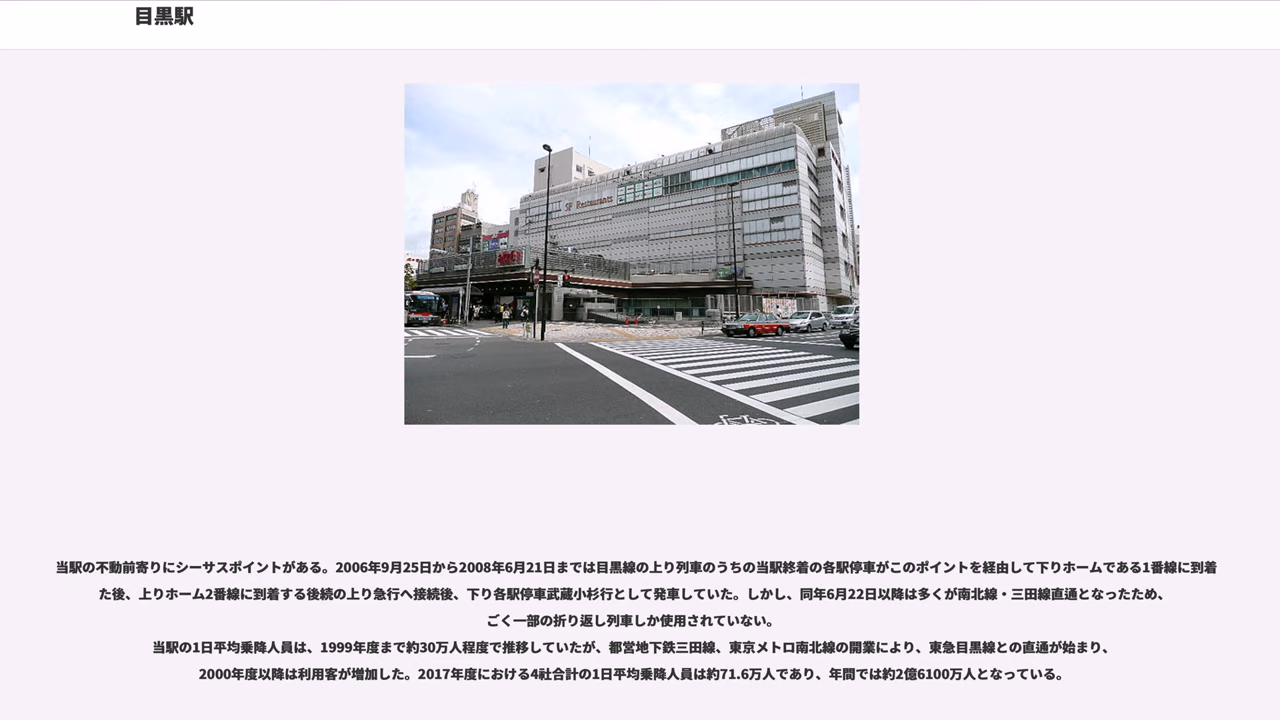 目黒駅
SF Restaurants
当駅の不動前寄りにシーサスポイントがある。2006年9月25日から2008年6月21日までは目黒線の上り列車のうちの当駅終着の各駅停車がこのポイントを経由して下りホームである1番線に到着
た後、上りホーム2番線に到着する後続の上り急行へ接続後、下り各駅停車武蔵小杉行として発車していた。しかし、同年6月22日以降は多くが南北線・三田線直通となったため、
ごく一部の折り返し列車しか使用されていない。
当駅の1日平均乗降人員は、1999年度まで約30万人程度で推移していたが、都営地下鉄三田線、東京メトロ南北線の開業により、東急目黒線との直通が始まり、
2000年度以降は利用客が増加した。2017年度における4社合計の1日平均乗降人員は約71.6万人であり、年間では約2億6100万人となっている。